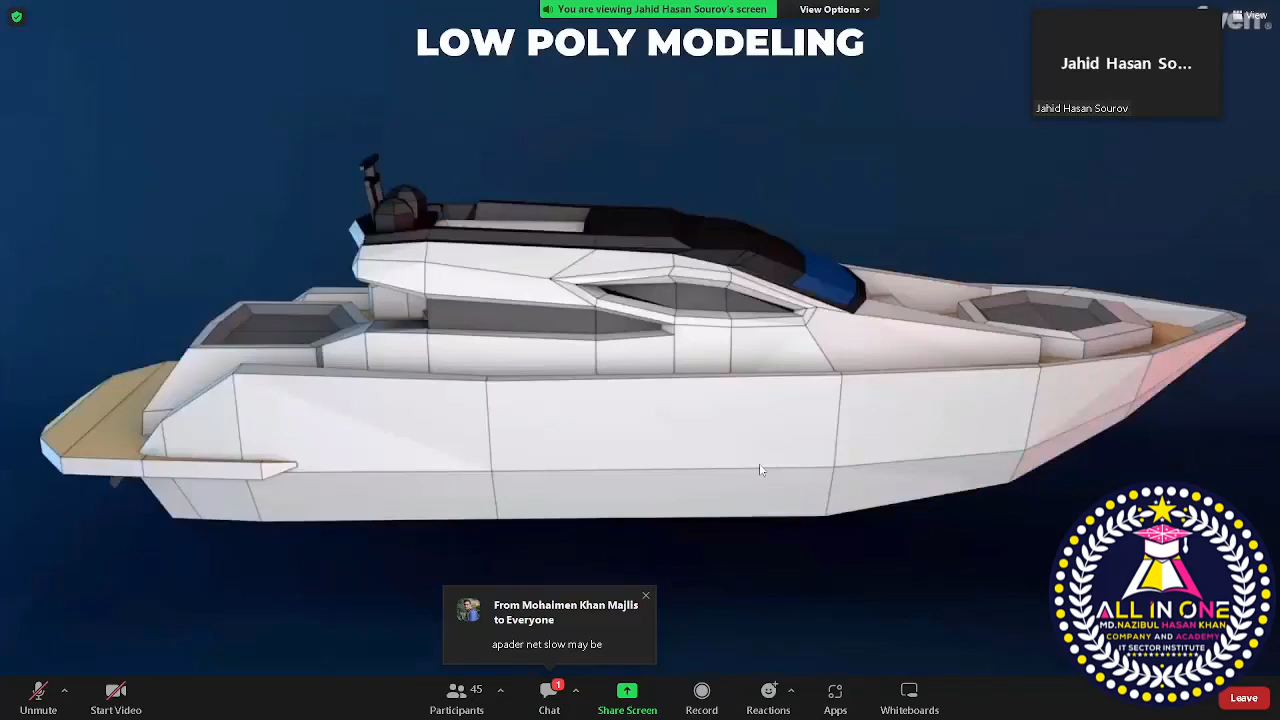 You are viewing Jahid Hasan Sourov's screen
View Options
View
LOW POLY MODELING
Jahid Hasan So...
Jahid Hasan Sourov
From Mohaimen Khan Majlis
to Everyone
apader net slow may be
ALL IN ONE
MD.NAZIBUL HASAN KHAN
COMPANY AND ACADEMY
IT SECTOR INSTITUTE
Unmute
Start Video
45
Participants
1
Chat
Share Screen
Record
Reactions
Apps
Whiteboards
Leave